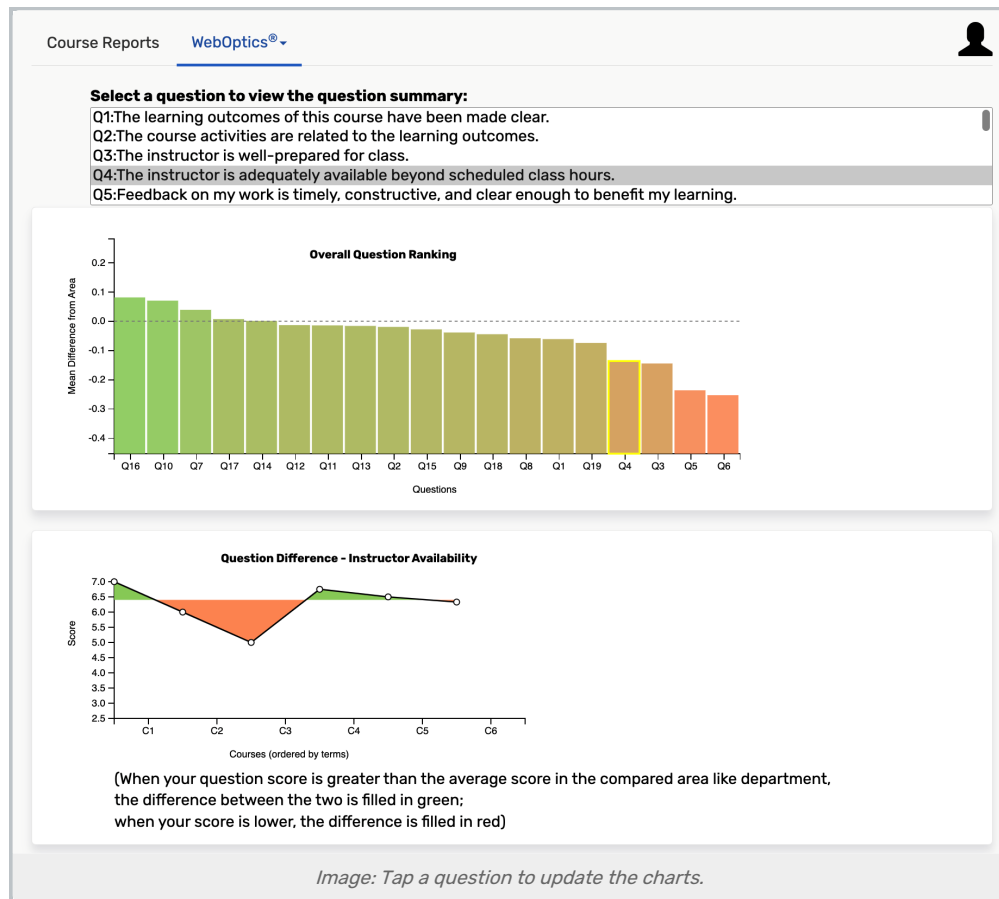 Course Reports
WebOptics®
Select a question to view the question summary:
Q1:The learning outcomes of this course have been made clear.
Q2:The course activities are related to the learning outcomes.
Q3:The instructor is well-prepared for class.
Q4:The instructor is adequately available beyond scheduled class hours.
Q5:Feedback on my work is timely, constructive, and clear enough to benefit my learning.
Overall Question Ranking
Mean Difference from Area
0.2
0.1
0.0
-0.1
-0.2
-0.3
-0.4
Q16 Q10 Q7 Q17 Q14 Q12 Q11 Q13 Q2 Q15 Q9 Q18 Q8 Q1 Q19 Q4 Q3 Q5 Q6
Questions
Question Difference - Instructor Availability
Score
7.0
6.5
6.0
5.5
5.0
4.5
4.0
3.5
3.0
2.5
C1 C2 C3 C4 C5 C6
Courses (ordered by terms)
(When your question score is greater than the average score in the compared area like department,
the difference between the two is filled in green;
when your score is lower, the difference is filled in red)
Image: Tap a question to update the charts.